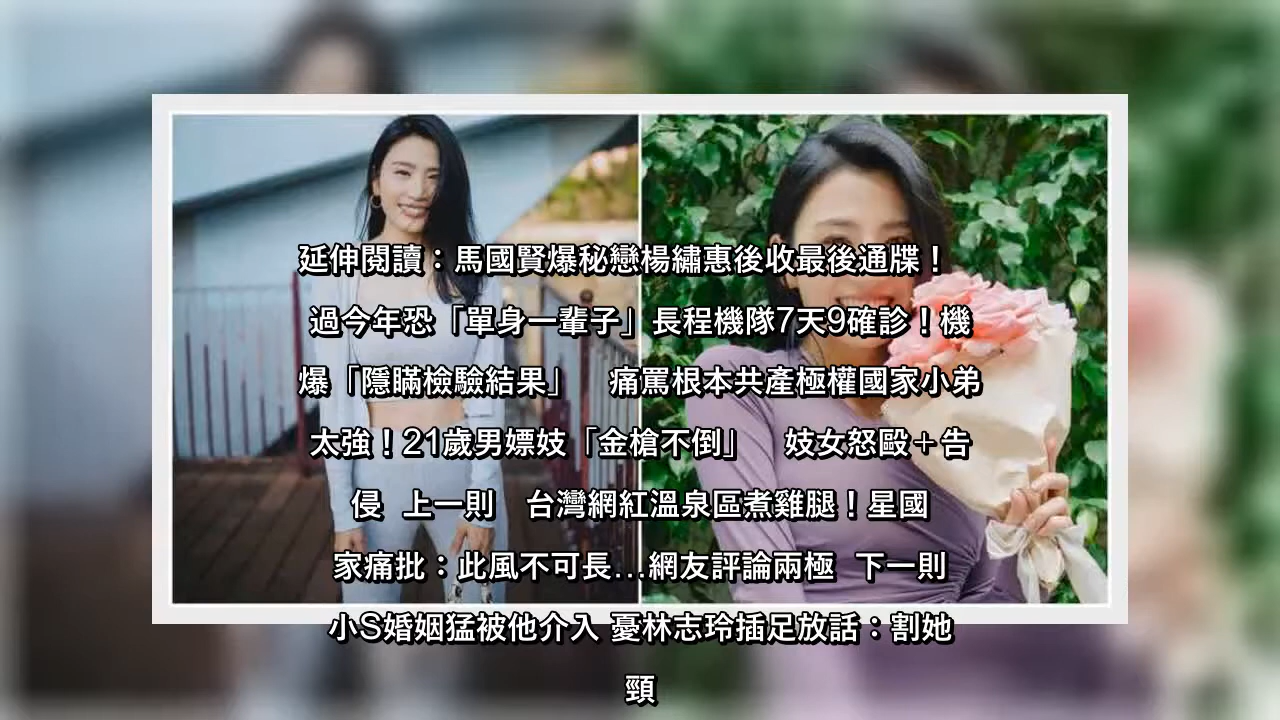 延伸閱讀：馬國賢爆秘戀楊繡惠後收最後通牒！
過今年恐「單身一輩子」長程機隊7天9確診！機
爆「隱瞞檢驗結果」 痛罵根本共產極權國家小弟
太強！21歲男嫖妓「金槍不倒」 妓女怒毆＋告
侵 上一則 台灣網紅溫泉區煮雞腿！星國
家痛批：此風不可長…網友評論兩極 下一則
小S婚姻猛被他介入 憂林志玲插足放話：割她
頸